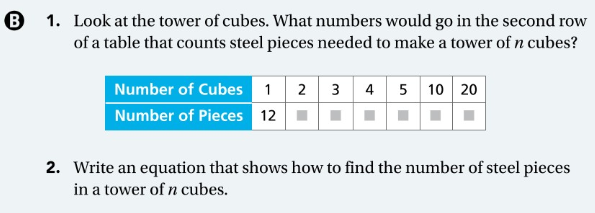 B 1. Look at the tower of cubes. What numbers would go in the second row
of a table that counts steel pieces needed to make a tower of n cubes?
Number of Cubes 1 2 3 4 5 10 20
Number of Pieces 12
2. Write an equation that shows how to find the number of steel pieces
in a tower of n cubes.